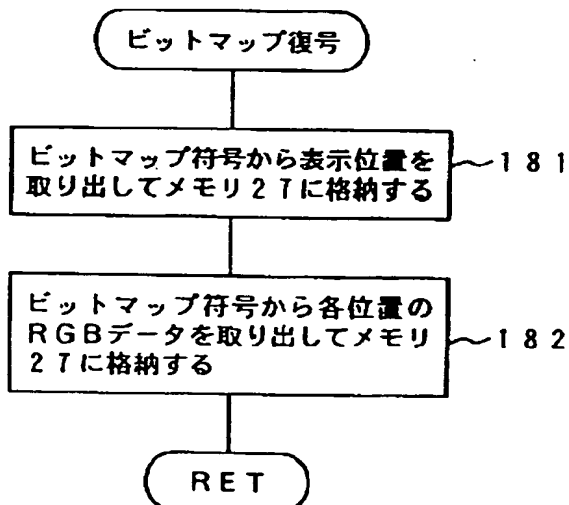 ビットマップ復号
ビットマップ符号から表示位置を
取り出してメモリ27に格納する
~181
ビットマップ符号から各位置の
RGBデータを取り出してメモリ
27に格納する
~182
RET